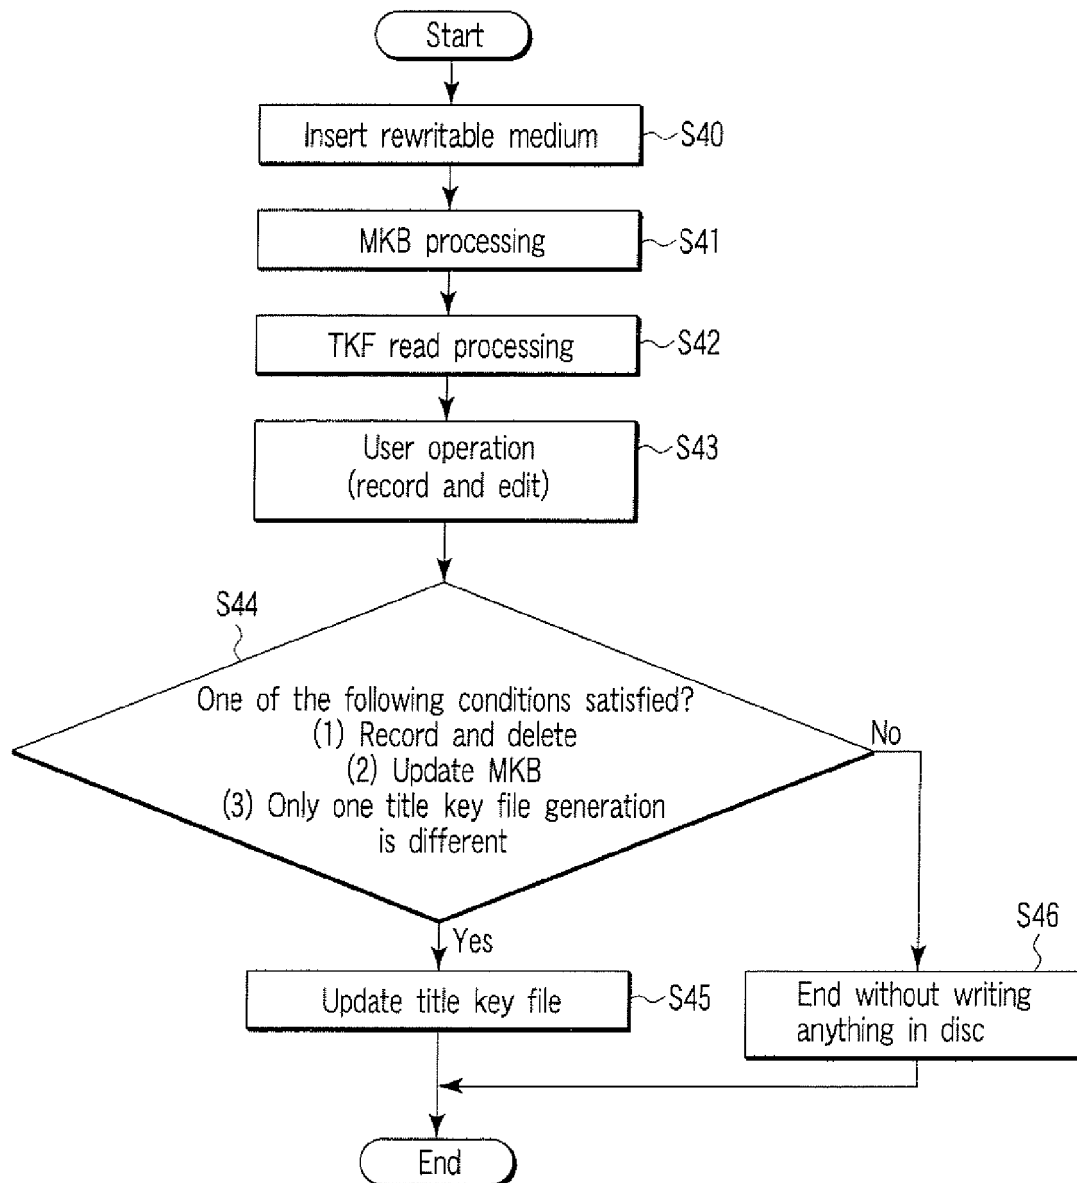 Start
Insert rewritable medium
S40
MKB processing
S41
TKF read processing
S42
User operation
(record and edit)
S43
S44
One of the following conditions satisfied?
(1) Record and delete
(2) Update MKB
(3) Only one title key file generation
is different
No
Yes
Update title key file
S45
S46
End without writing
anything in disc
End